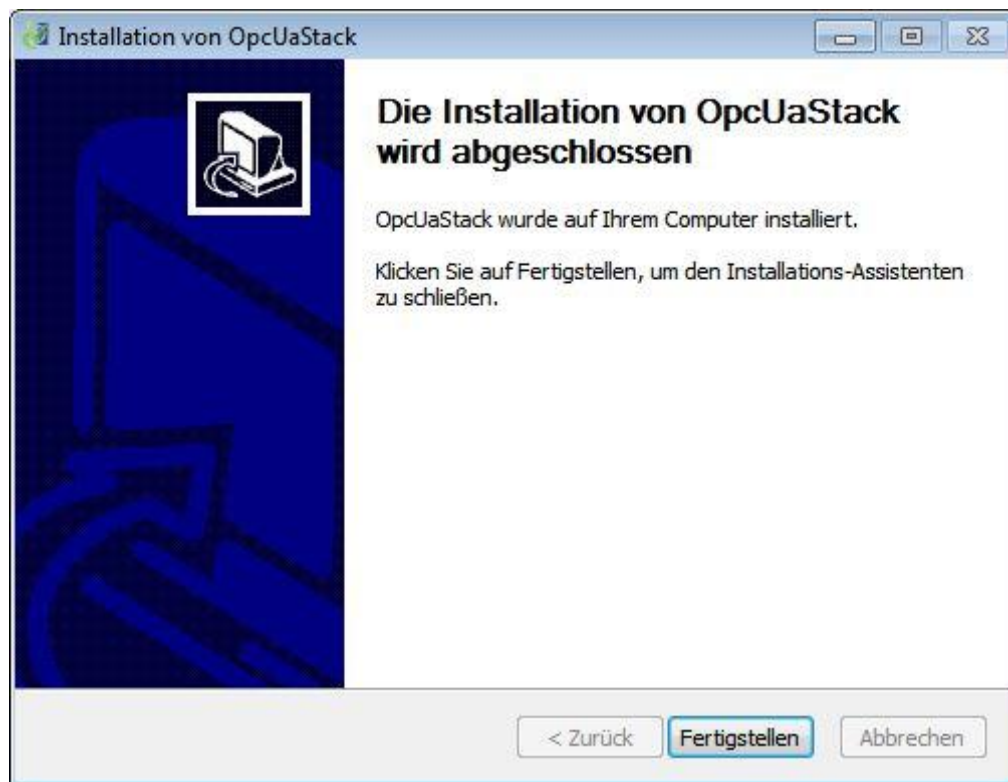 Installation von OpcUaStack
Die Installation von OpcUaStack
wird abgeschlossen
OpcUaStack wurde auf Ihrem Computer installiert.
Klicken Sie auf Fertigstellen, um den Installations-Assistenten
zu schließen.
< Zurück Fertigstellen Abbrechen